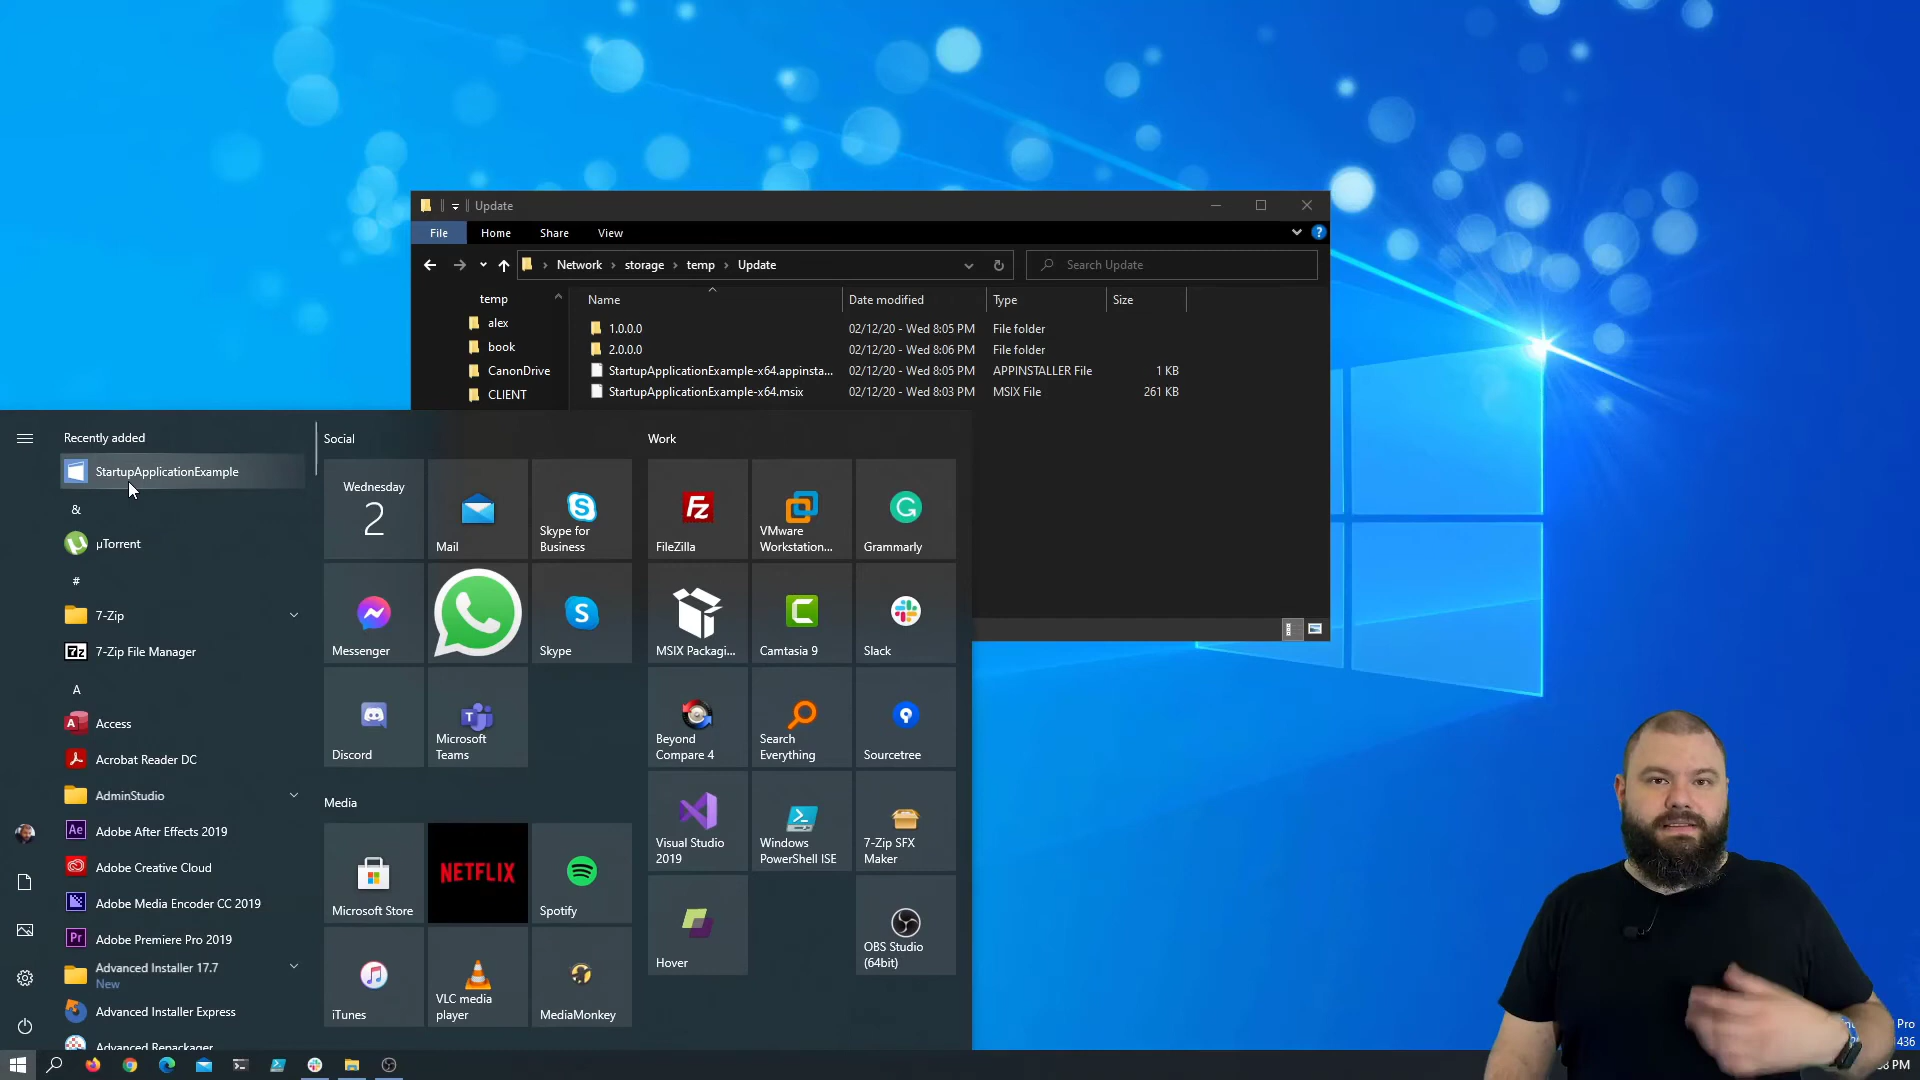 Update
File Home Share View
Network storage temp Update
Search Update
temp
alex
book
CanonDrive
CLIENT
Name Date modified Type Size
1.0.0.0 02/12/20 - Wed 8:05 PM File folder
2.0.0.0 02/12/20 - Wed 8:06 PM File folder
StartupApplicationExample-x64.appinsta... 02/12/20 - Wed 8:05 PM APPINSTALLER File 1 KB
StartupApplicationExample-x64.msix 02/12/20 - Wed 8:03 PM MSIX File 261 KB
Recently added
StartupApplicationExample
&
µTorrent
#
7-Zip
7-Zip File Manager
A
Access
Acrobat Reader DC
AdminStudio
Adobe After Effects 2019
Adobe Creative Cloud
Adobe Media Encoder CC 2019
Adobe Premiere Pro 2019
Advanced Installer 17.7
New
Advanced Installer Express
Advanced Repackager
Social
Wednesday
2
Mail
Skype for
Business
Messenger
Skype
Discord
Microsoft
Teams
Media
Microsoft Store
NETFLIX
Spotify
iTunes
VLC media
player
MediaMonkey
Work
FileZilla
VMware
Workstation...
Grammarly
MSIX Packagi...
Camtasia 9
Slack
Beyond
Compare 4
Search
Everything
Sourcetree
Visual Studio
2019
Windows
PowerShell ISE
7-Zip SFX
Maker
Hover
OBS Studio
(64bit)
Pro
436
PM